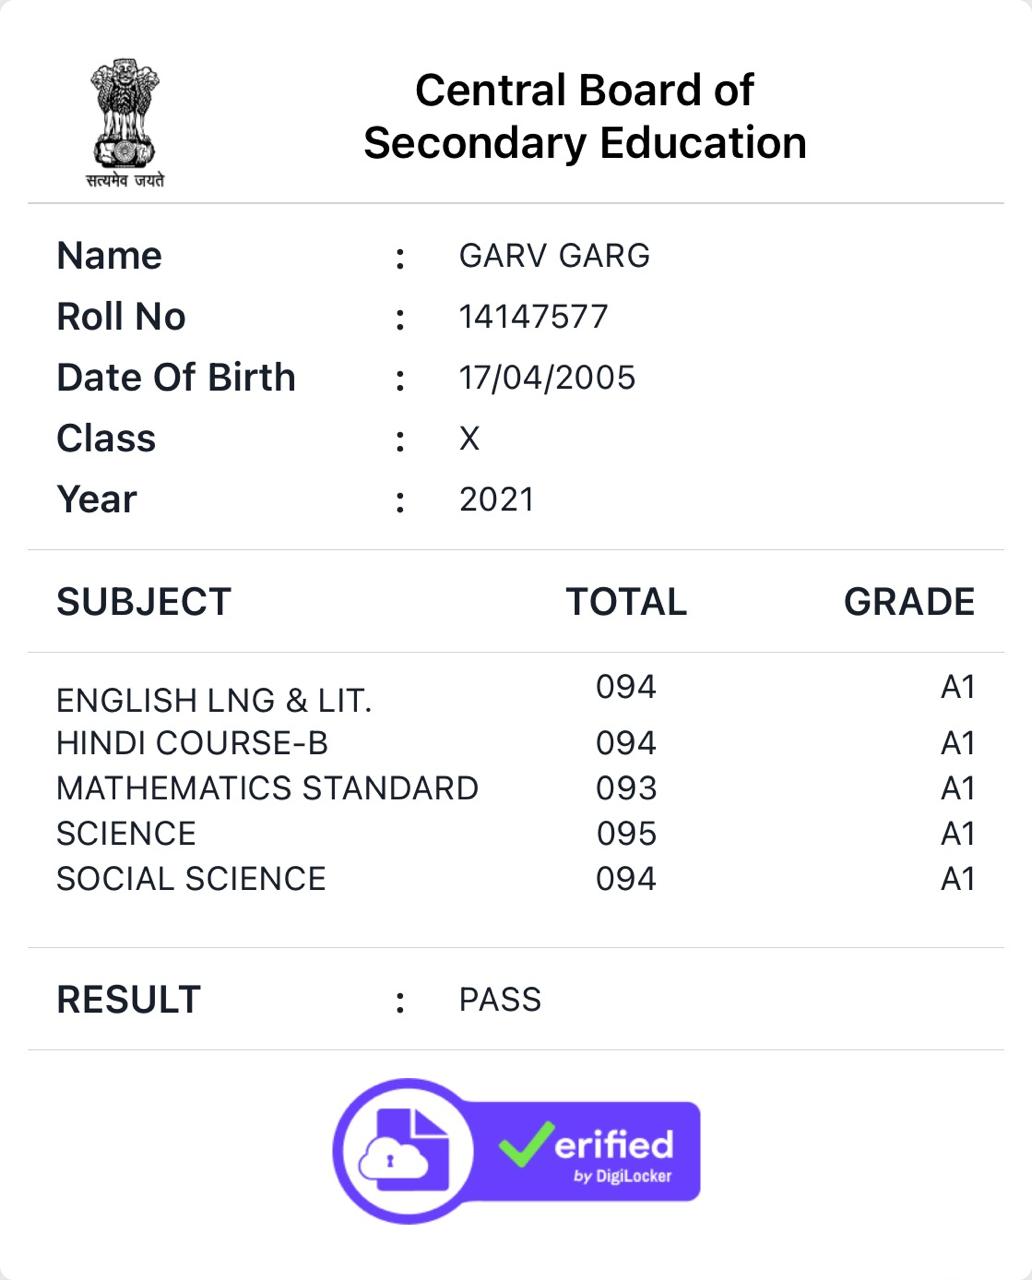 सत्यमेव जयते
Central Board of
Secondary Education
Name : GARV GARG
Roll No : 14147577
Date Of Birth : 17/04/2005
Class : X
Year : 2021
SUBJECT TOTAL GRADE
ENGLISH LNG & LIT. 094 A1
HINDI COURSE-B 094 A1
MATHEMATICS STANDARD 093 A1
SCIENCE 095 A1
SOCIAL SCIENCE 094 A1
RESULT : PASS
Verified
by DigiLocker